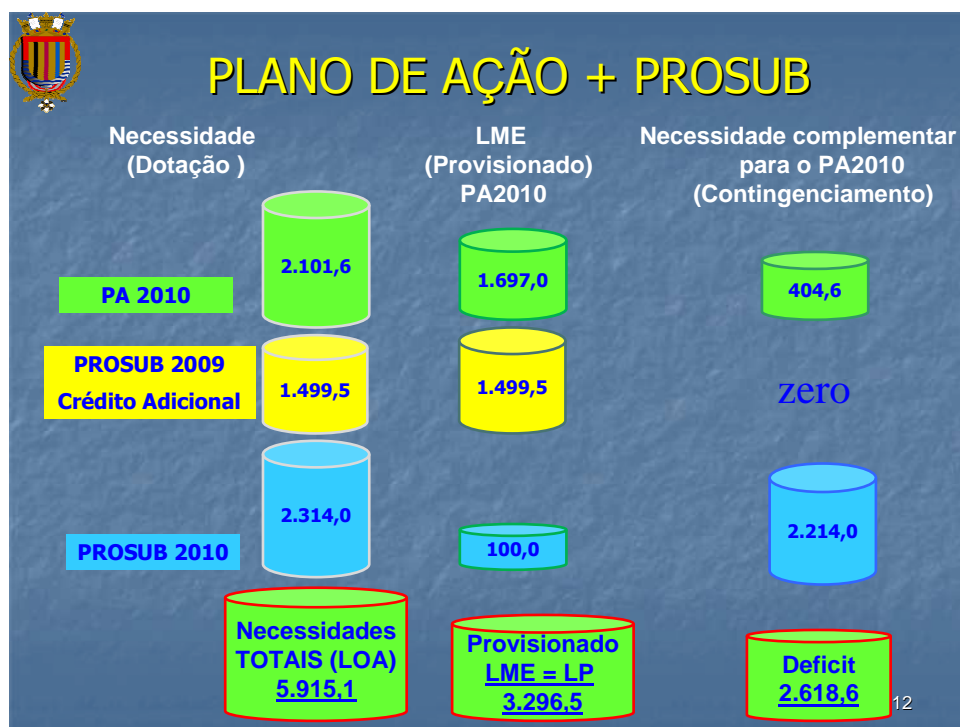 PLANO DE AÇÃO + PROSUB
Necessidade
(Dotação )
LME
(Provisionado)
PA2010
Necessidade complementar
para o PA2010
(Contingenciamento)
PA 2010
2.101,6
1.697,0
404,6
PROSUB 2009
Crédito Adicional
1.499,5
1.499,5
zero
PROSUB 2010
2.314,0
100,0
2.214,0
Necessidades
TOTAIS (LOA)
5.915,1
Provisionado
LME = LP
3.296,5
Deficit
2.618,6
12